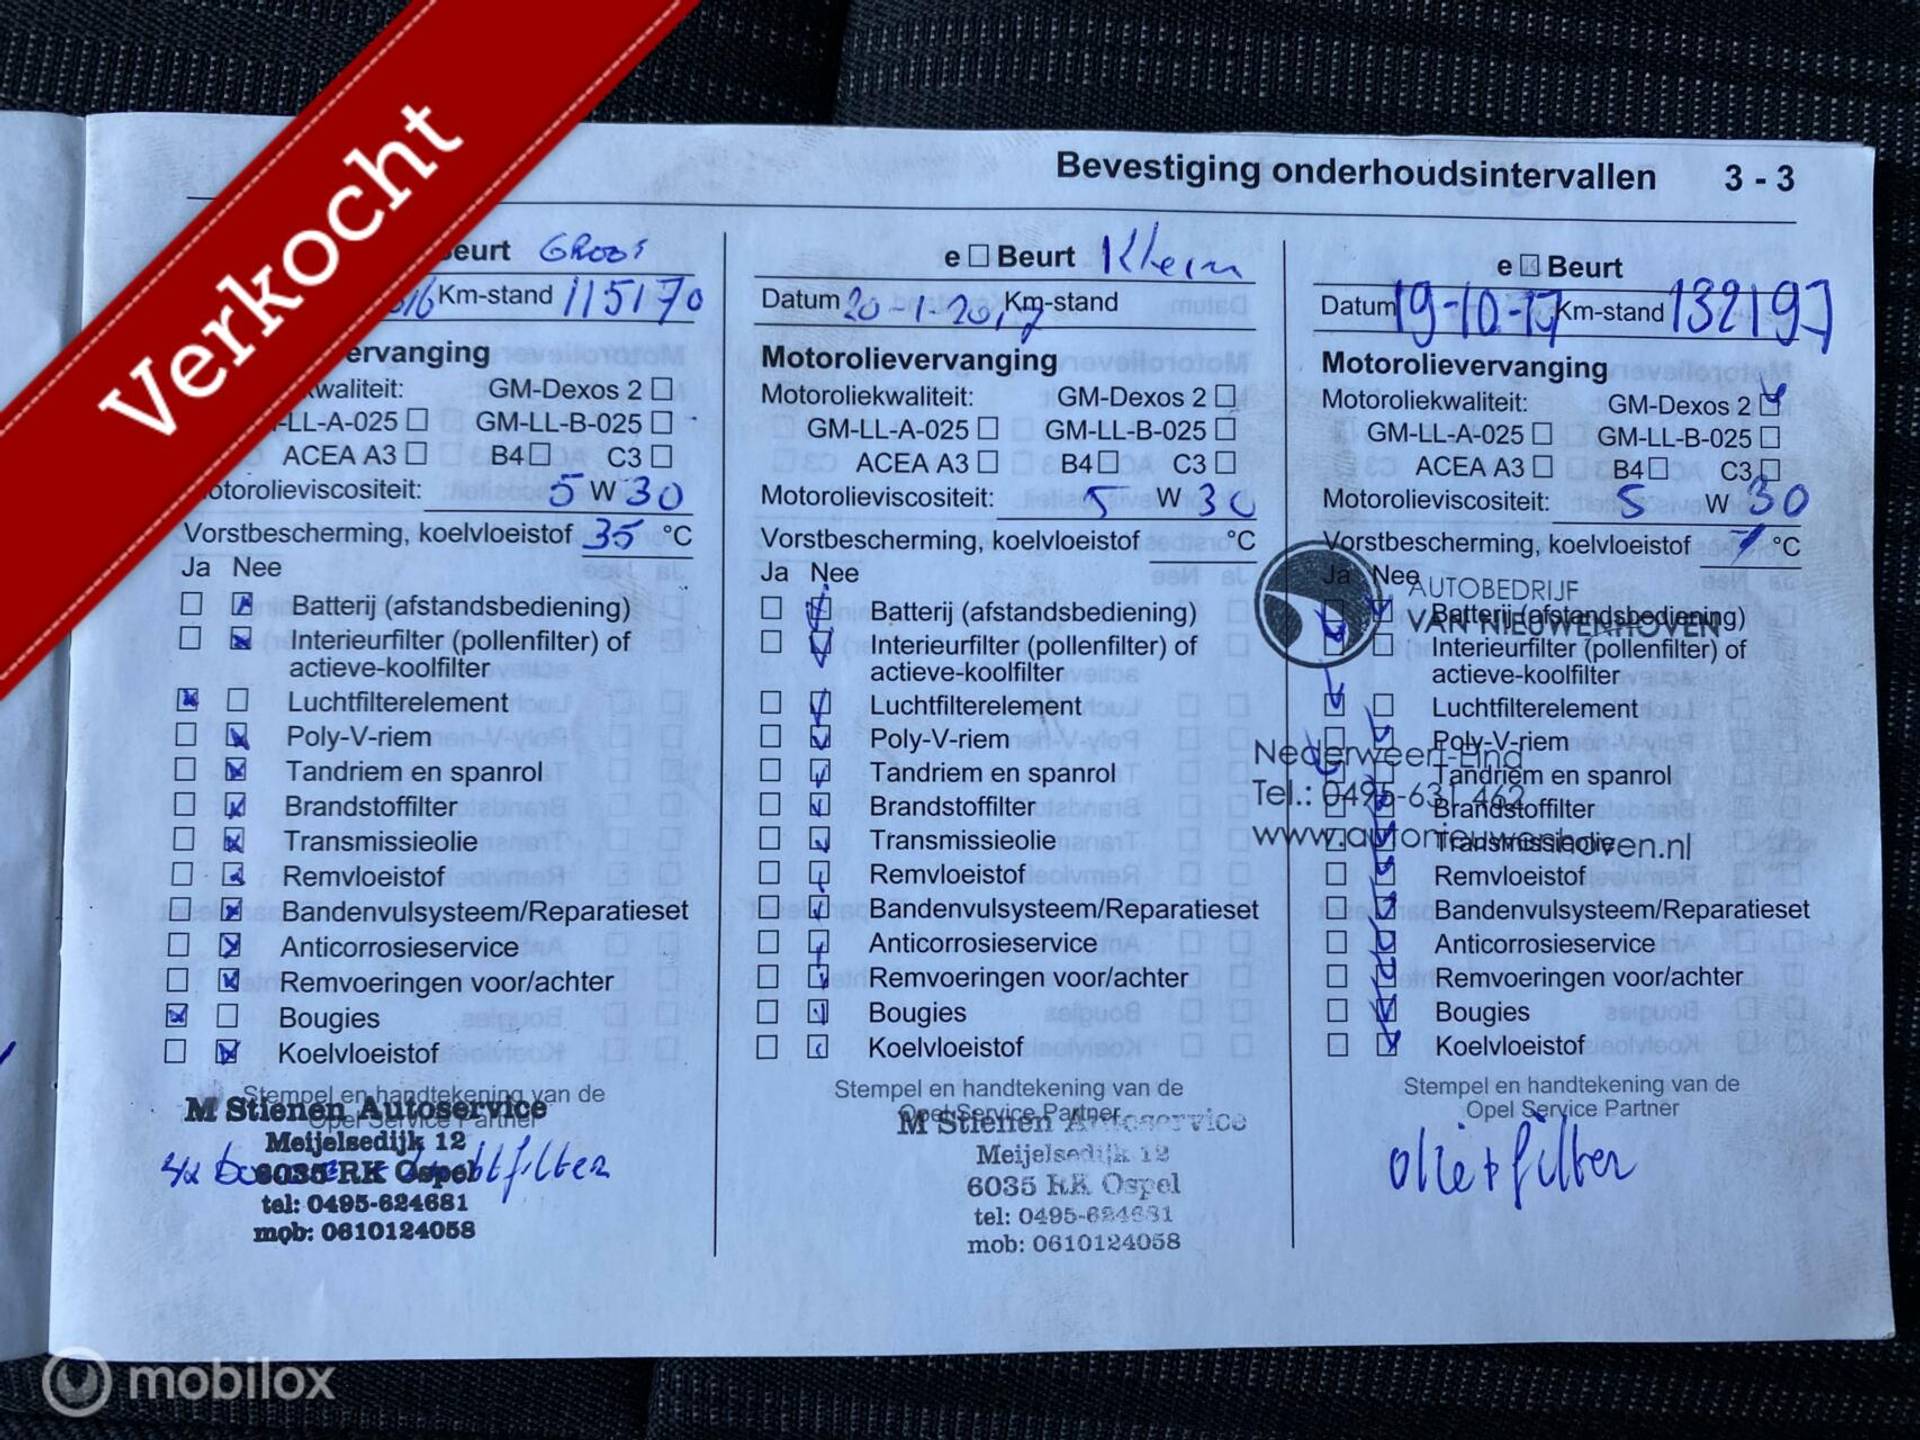 Verkocht
Bevestiging onderhoudsintervallen 3 - 3
eurt GROOT
Km-stand 115170
ervanging
kwaliteit: GM-Dexos 2
-LL-A-025 GM-LL-B-025
ACEA A3 B4 C3
otorolieviscositeit: 5 W 30
Vorstbescherming, koelvloeistof 35 °C
Ja Nee
Batterij (afstandsbediening)
Interieurfilter (pollenfilter) of
actieve-koolfilter
Luchtfilterelement
Poly-V-riem
Tandriem en spanrol
Brandstoffilter
Transmissieolie
Remvloeistof
Bandenvulsysteem/Reparatieset
Anticorrosieservice
Remvoeringen voor/achter
Bougies
Koelvloeistof
Stempel en handtekening van de
Opel Service Partner
M Stienen Autoservice
Meijelsedijk 12
6035 RK Ospel
tel: 0495-624681
mob: 0610124058
e Beurt Klein
Datum 20-1-2017 Km-stand
Motorolievervanging
Motoroliekwaliteit: GM-Dexos 2
GM-LL-A-025 GM-LL-B-025
ACEA A3 B4 C3
Motorolieviscositeit: 5 W 30
Vorstbescherming, koelvloeistof °C
Ja Nee
Batterij (afstandsbediening)
Interieurfilter (pollenfilter) of
actieve-koolfilter
Luchtfilterelement
Poly-V-riem
Tandriem en spanrol
Brandstoffilter
Transmissieolie
Remvloeistof
Bandenvulsysteem/Reparatieset
Anticorrosieservice
Remvoeringen voor/achter
Bougies
Koelvloeistof
Stempel en handtekening van de
Opel Service Partner
M Stienen Autoservice
Meijelsedijk 12
6035 RK Ospel
tel: 0495-624681
mob: 0610124058
e Beurt
Datum 19-10-17 Km-stand 132197
Motorolievervanging
Motoroliekwaliteit: GM-Dexos 2
GM-LL-A-025 GM-LL-B-025
ACEA A3 B4 C3
Motorolieviscositeit: 5 W 30
Vorstbescherming, koelvloeistof °C
Ja Nee
AUTOBEDRIJF
VAN NIEUWENHOVEN
Batterij (afstandsbediening)
Interieurfilter (pollenfilter) of
actieve-koolfilter
Luchtfilterelement
Poly-V-riem
Nederweert-Eind
Tandriem en spanrol
Tel.: 0495-631 462
Brandstoffilter
www.autonieuwenhoven.nl
Transmissieolie
Remvloeistof
Bandenvulsysteem/Reparatieset
Anticorrosieservice
Remvoeringen voor/achter
Bougies
Koelvloeistof
Stempel en handtekening van de
Opel Service Partner
olie+filter
mobilox